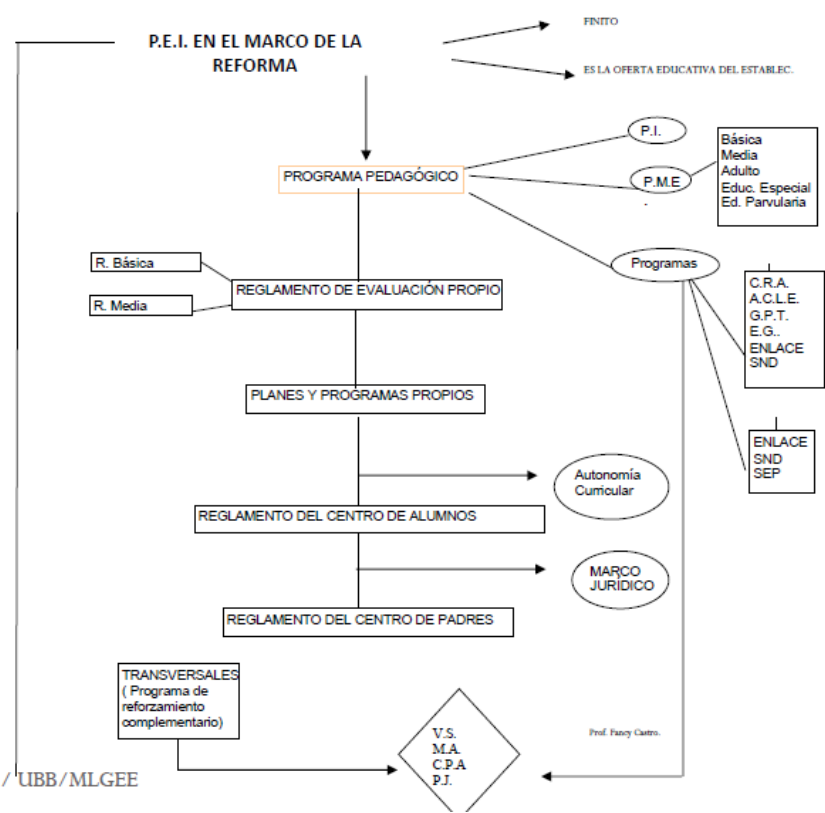 P.E.I. EN EL MARCO DE LA
REFORMA
FINITO
ES LA OFERTA EDUCATIVA DEL ESTABLEC.
PROGRAMA PEDAGÓGICO
P.I.
P.M.E
.
Básica
Media
Adulto
Educ. Especial
Ed. Parvularia
Programas
C.R.A.
A.C.L.E.
G.P.T.
E.G..
ENLACE
SND
ENLACE
SND
SEP
R. Básica
R. Media
REGLAMENTO DE EVALUACIÓN PROPIO
PLANES Y PROGRAMAS PROPIOS
Autonomía
Curricular
REGLAMENTO DEL CENTRO DE ALUMNOS
MARCO
JURÍDICO
REGLAMENTO DEL CENTRO DE PADRES
TRANSVERSALES
( Programa de
reforzamiento
complementario)
V.S.
M.A.
C.P.A
P.J.
Prof. Fancy Castro.
/ UBB/MLGEE